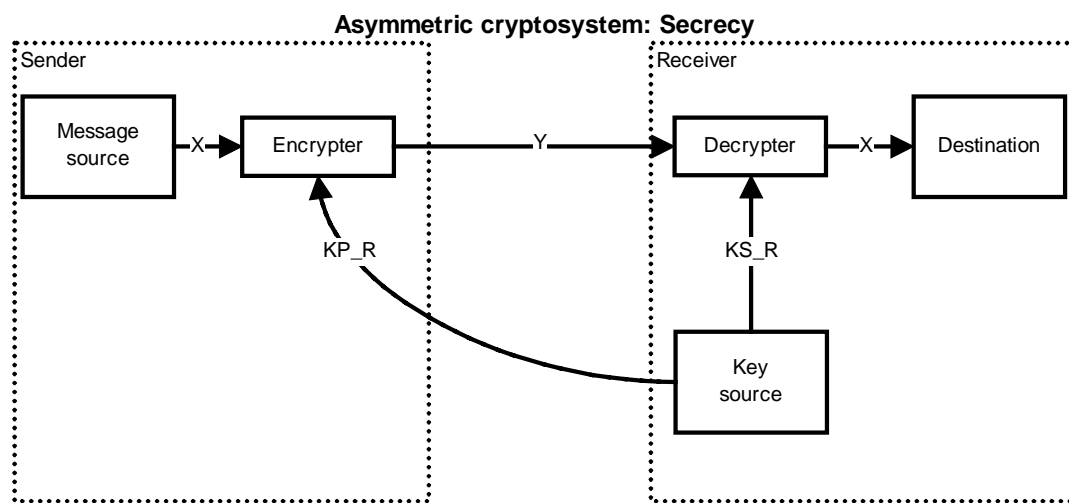 Asymmetric cryptosystem: Secrecy
Sender
Receiver
Message
source
X
Encrypter
Y
Decrypter
X
Destination
KP_R
KS_R
Key
source